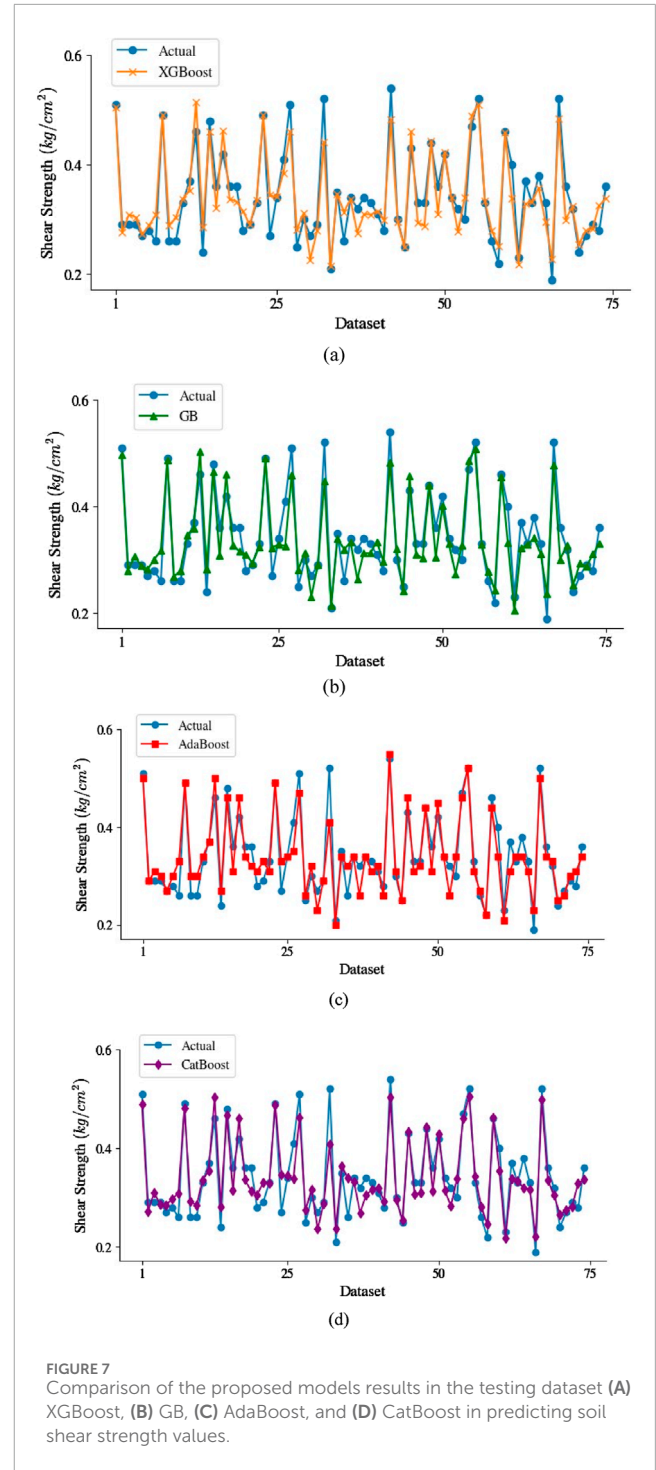 Actual
XGBoost
0.6
0.4
0.2
Shear Strength (kg/cm²)
1
25
50
75
Dataset
(a)
Actual
GB
0.6
0.4
0.2
Shear Strength (kg/cm²)
1
25
50
75
Dataset
(b)
Actual
AdaBoost
0.6
0.4
0.2
Shear Strength (kg/cm²)
1
25
50
75
Dataset
(c)
Actual
CatBoost
0.6
0.4
0.2
Shear Strength (kg/cm²)
1
25
50
75
Dataset
(d)
FIGURE 7
Comparison of the proposed models results in the testing dataset (A)
XGBoost, (B) GB, (C) AdaBoost, and (D) CatBoost in predicting soil
shear strength values.